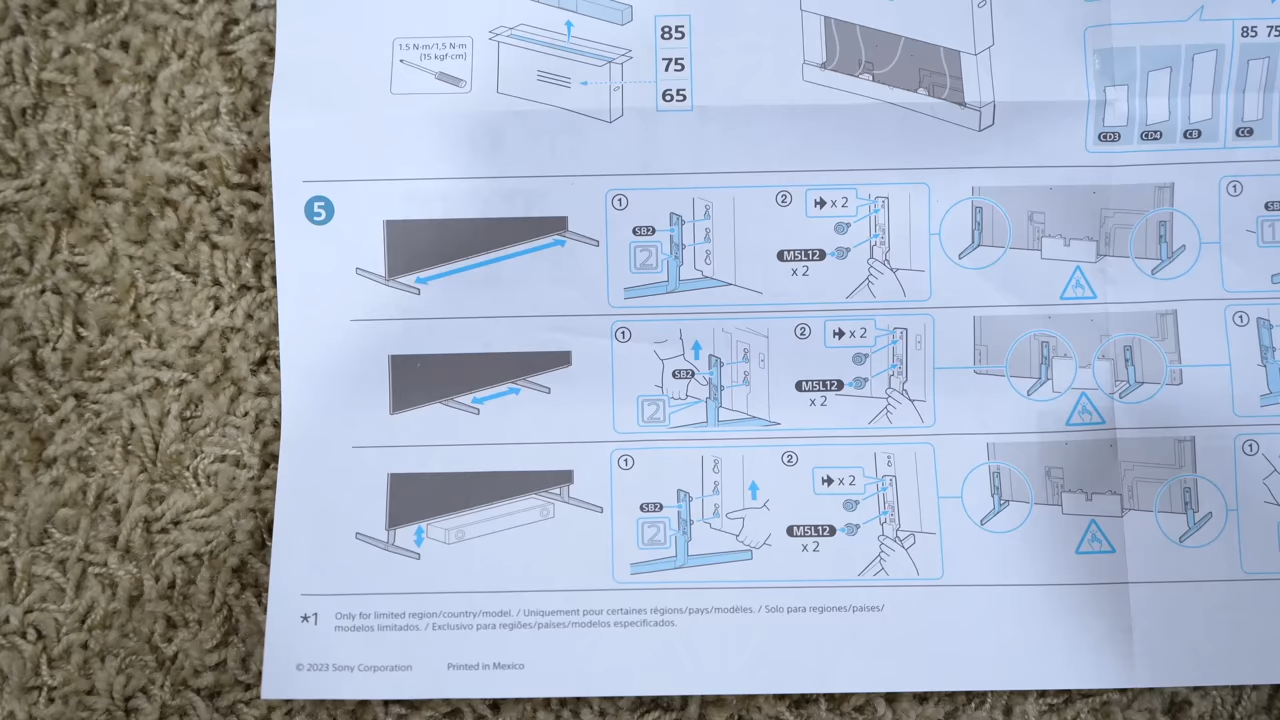 1.5 N·m/1,5 N·m
(15 kgf·cm)
85
75
65
85 75
CD3
CD4
CB
CC
5
1
SB2
2
2
x 2
M5L12
x 2
1
1
SB2
2
2
x 2
M5L12
x 2
1
1
SB2
2
2
x 2
M5L12
x 2
1
*1 Only for limited region/country/model. / Uniquement pour certaines régions/pays/modèles. / Solo para regiones/países/
modelos limitados. / Exclusivo para regiões/países/modelos especificados.
© 2023 Sony Corporation Printed in Mexico